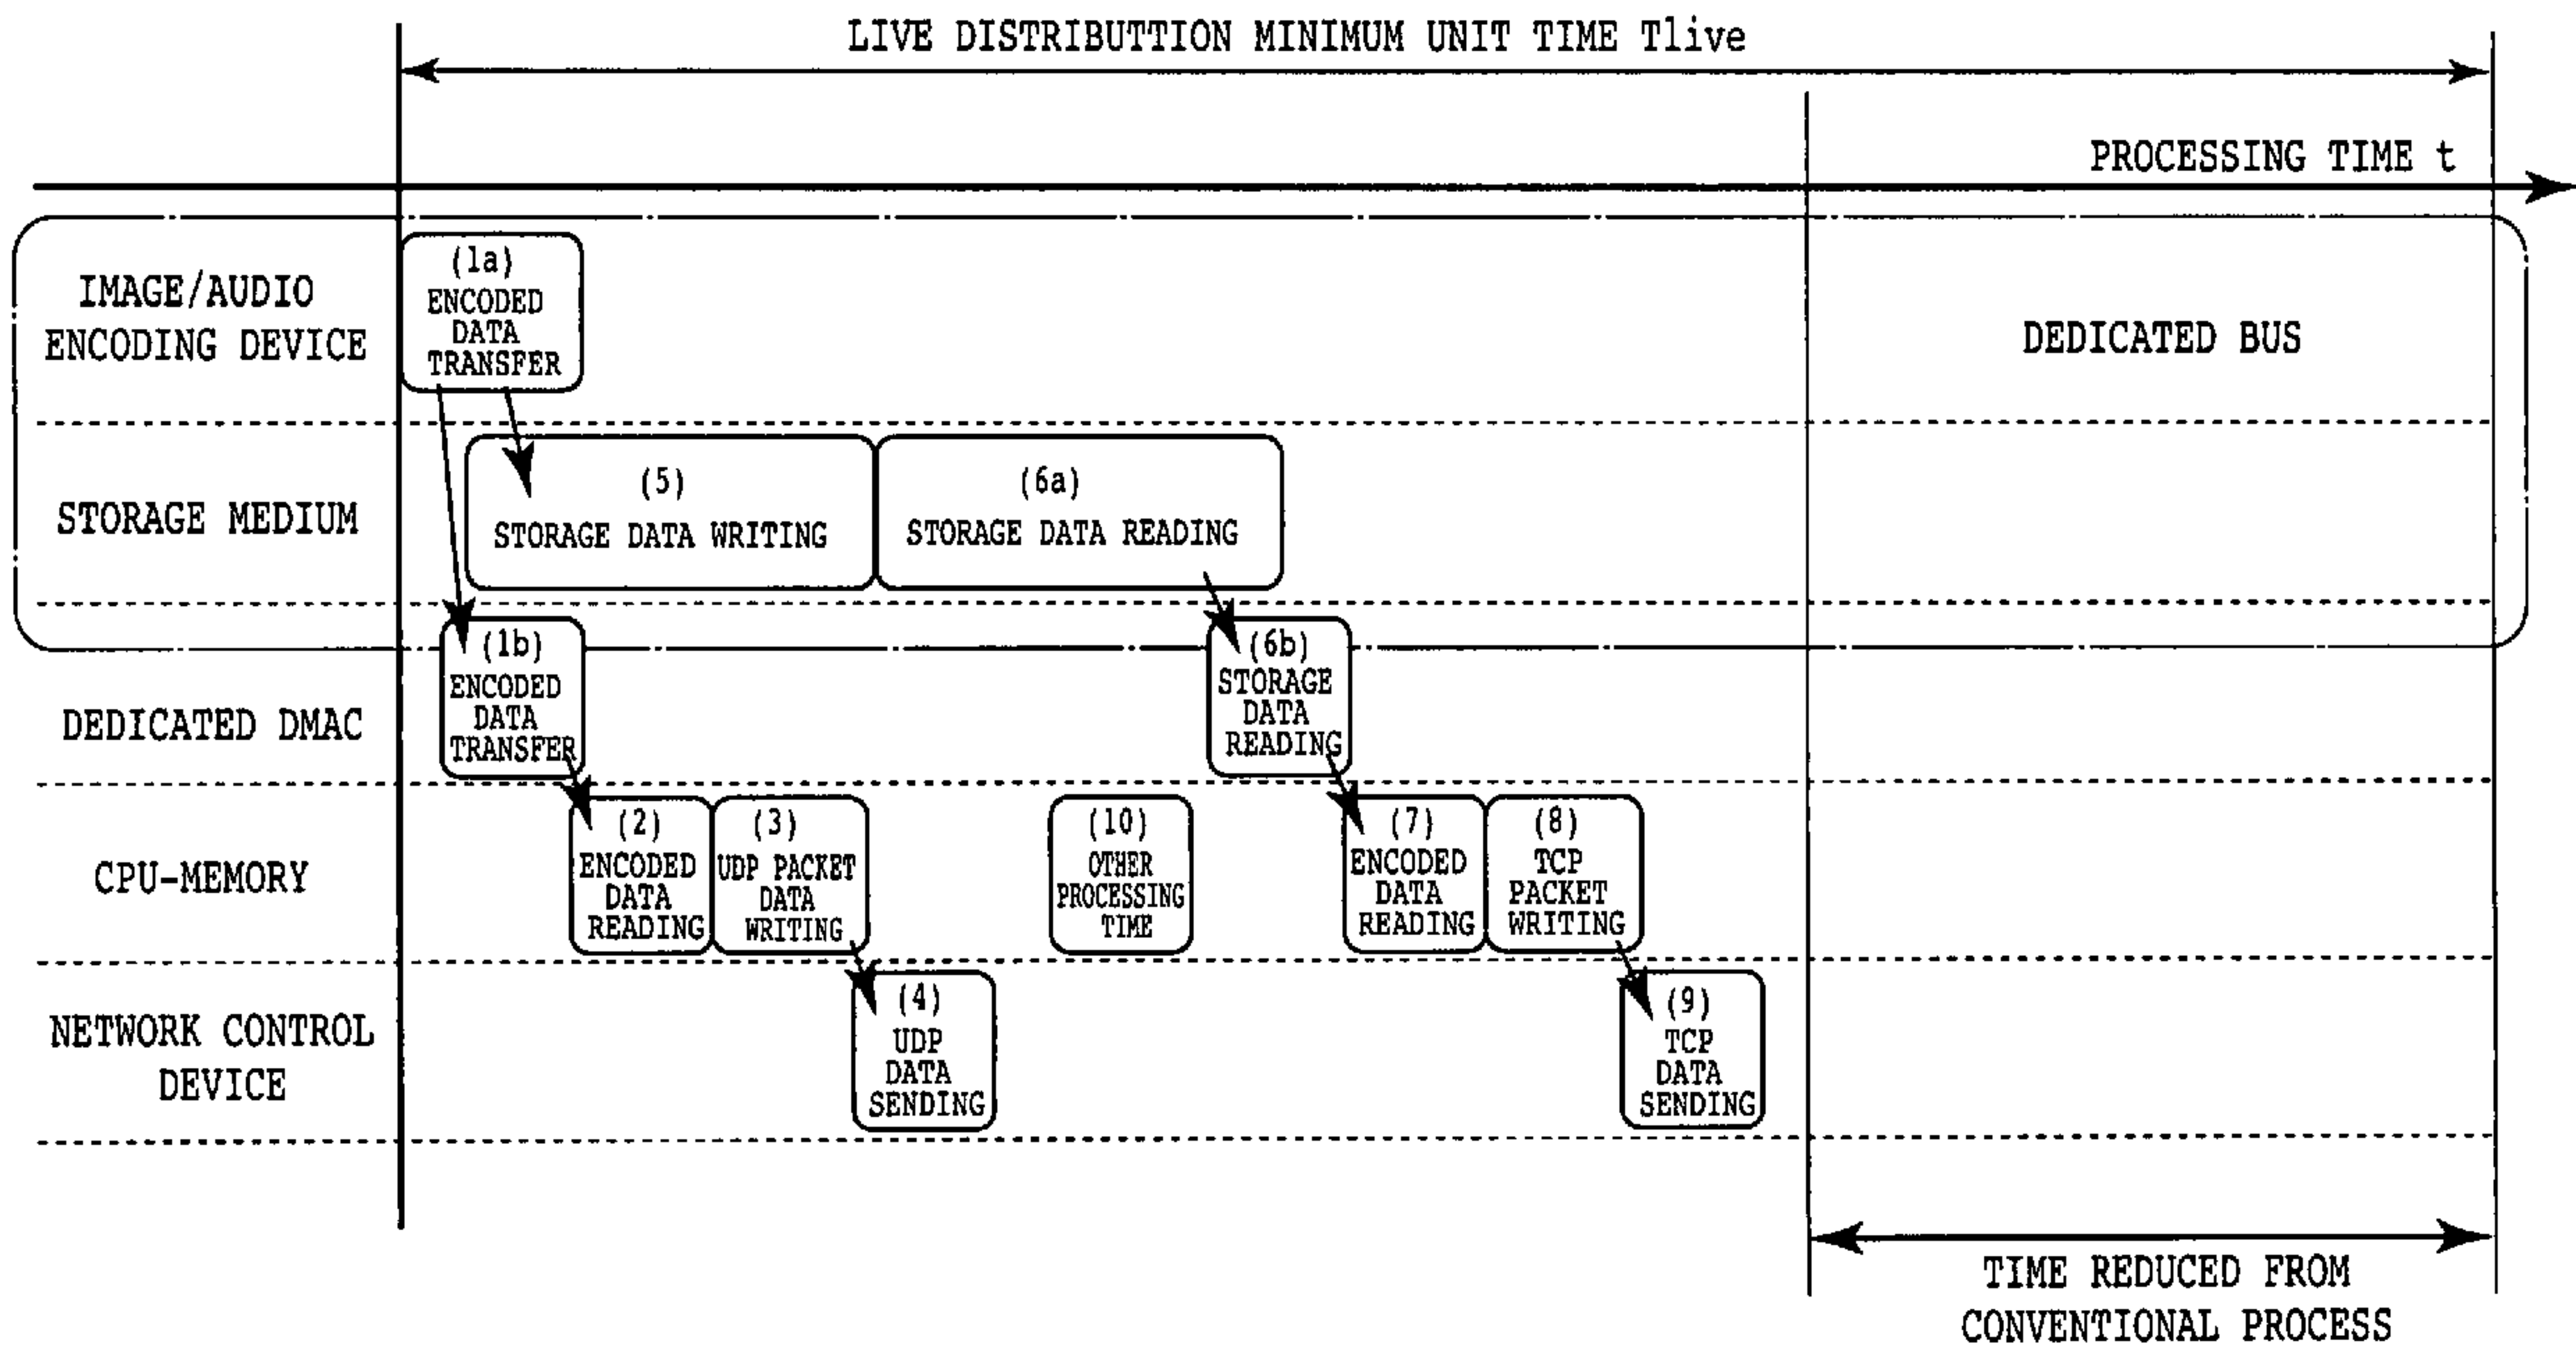 LIVE DISTRIBUTTION MINIMUM UNIT TIME Tlive
PROCESSING TIME t
IMAGE/AUDIO
ENCODING DEVICE
(1a)
ENCODED
DATA
TRANSFER
DEDICATED BUS
STORAGE MEDIUM
(5)
STORAGE DATA WRITING
(6a)
STORAGE DATA READING
DEDICATED DMAC
(1b)
ENCODED
DATA
TRANSFER
(6b)
STORAGE
DATA
READING
CPU-MEMORY
(2)
ENCODED
DATA
READING
(3)
UDP PACKET
DATA
WRITING
(10)
OTHER
PROCESSING
TIME
(7)
ENCODED
DATA
READING
(8)
TCP
PACKET
WRITING
NETWORK CONTROL
DEVICE
(4)
UDP
DATA
SENDING
(9)
TCP
DATA
SENDING
TIME REDUCED FROM
CONVENTIONAL PROCESS